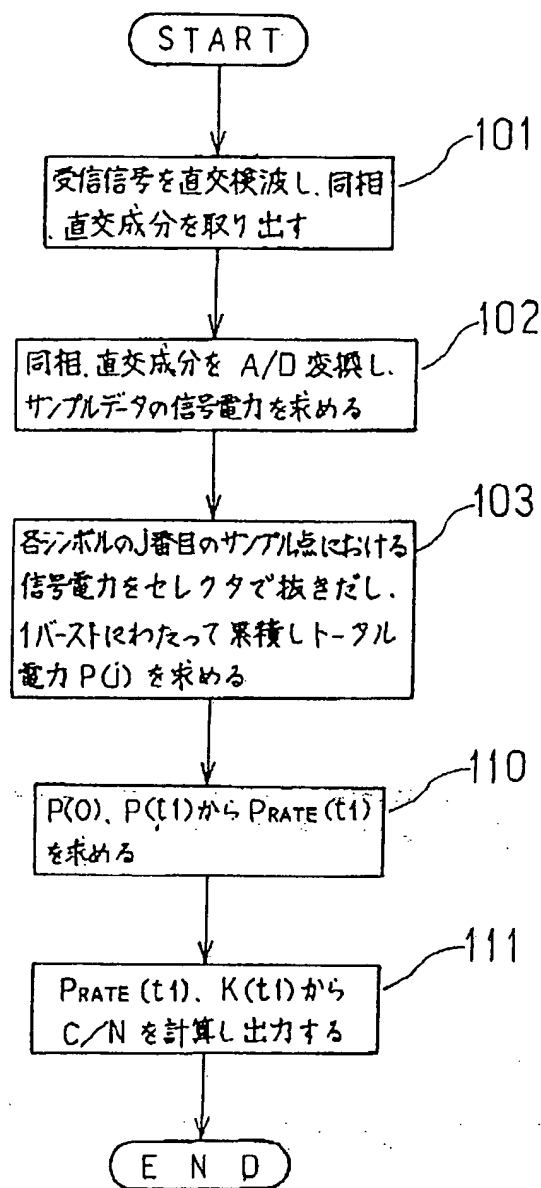 START
101
受信信号を直交検波し、同相
、直交成分を取り出す
102
同相、直交成分を A/D 変換し、
サンプルデータの信号電力を求める
103
各シンボルのJ番目のサンプル点における
信号電力をセレクタで抜きだし、
1バーストにわたって累積しトータル
電力 P(j) を求める
110
P(0)、P(t1)から PRATE(t1)
を求める
111
PRATE(t1)、K(t1)から
C/N を計算し出力する
END